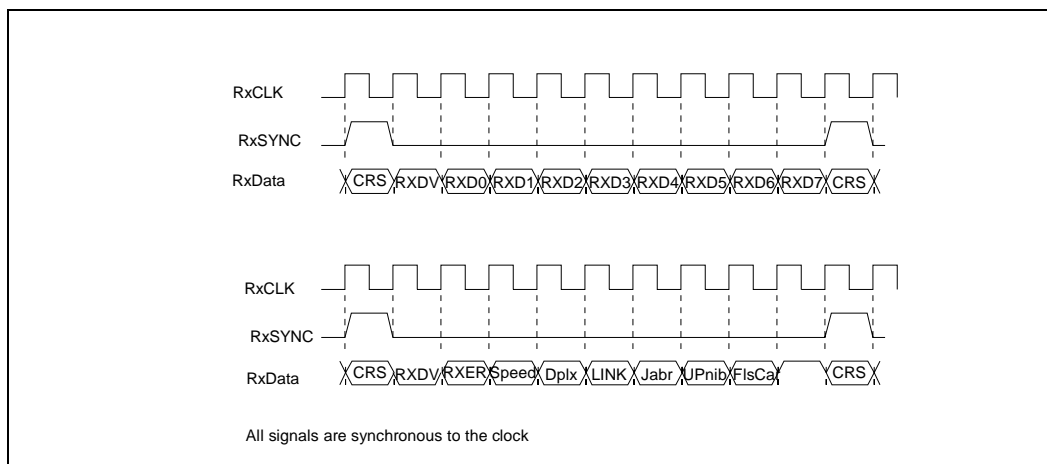 RxCLK
RxSYNC
RxData CRS RXDV RXD0 RXD1 RXD2 RXD3 RXD4 RXD5 RXD6 RXD7 CRS
RxCLK
RxSYNC
RxData CRS RXDV RXER Speed Dplx LINK Jabr UPnib FlsCar CRS
All signals are synchronous to the clock